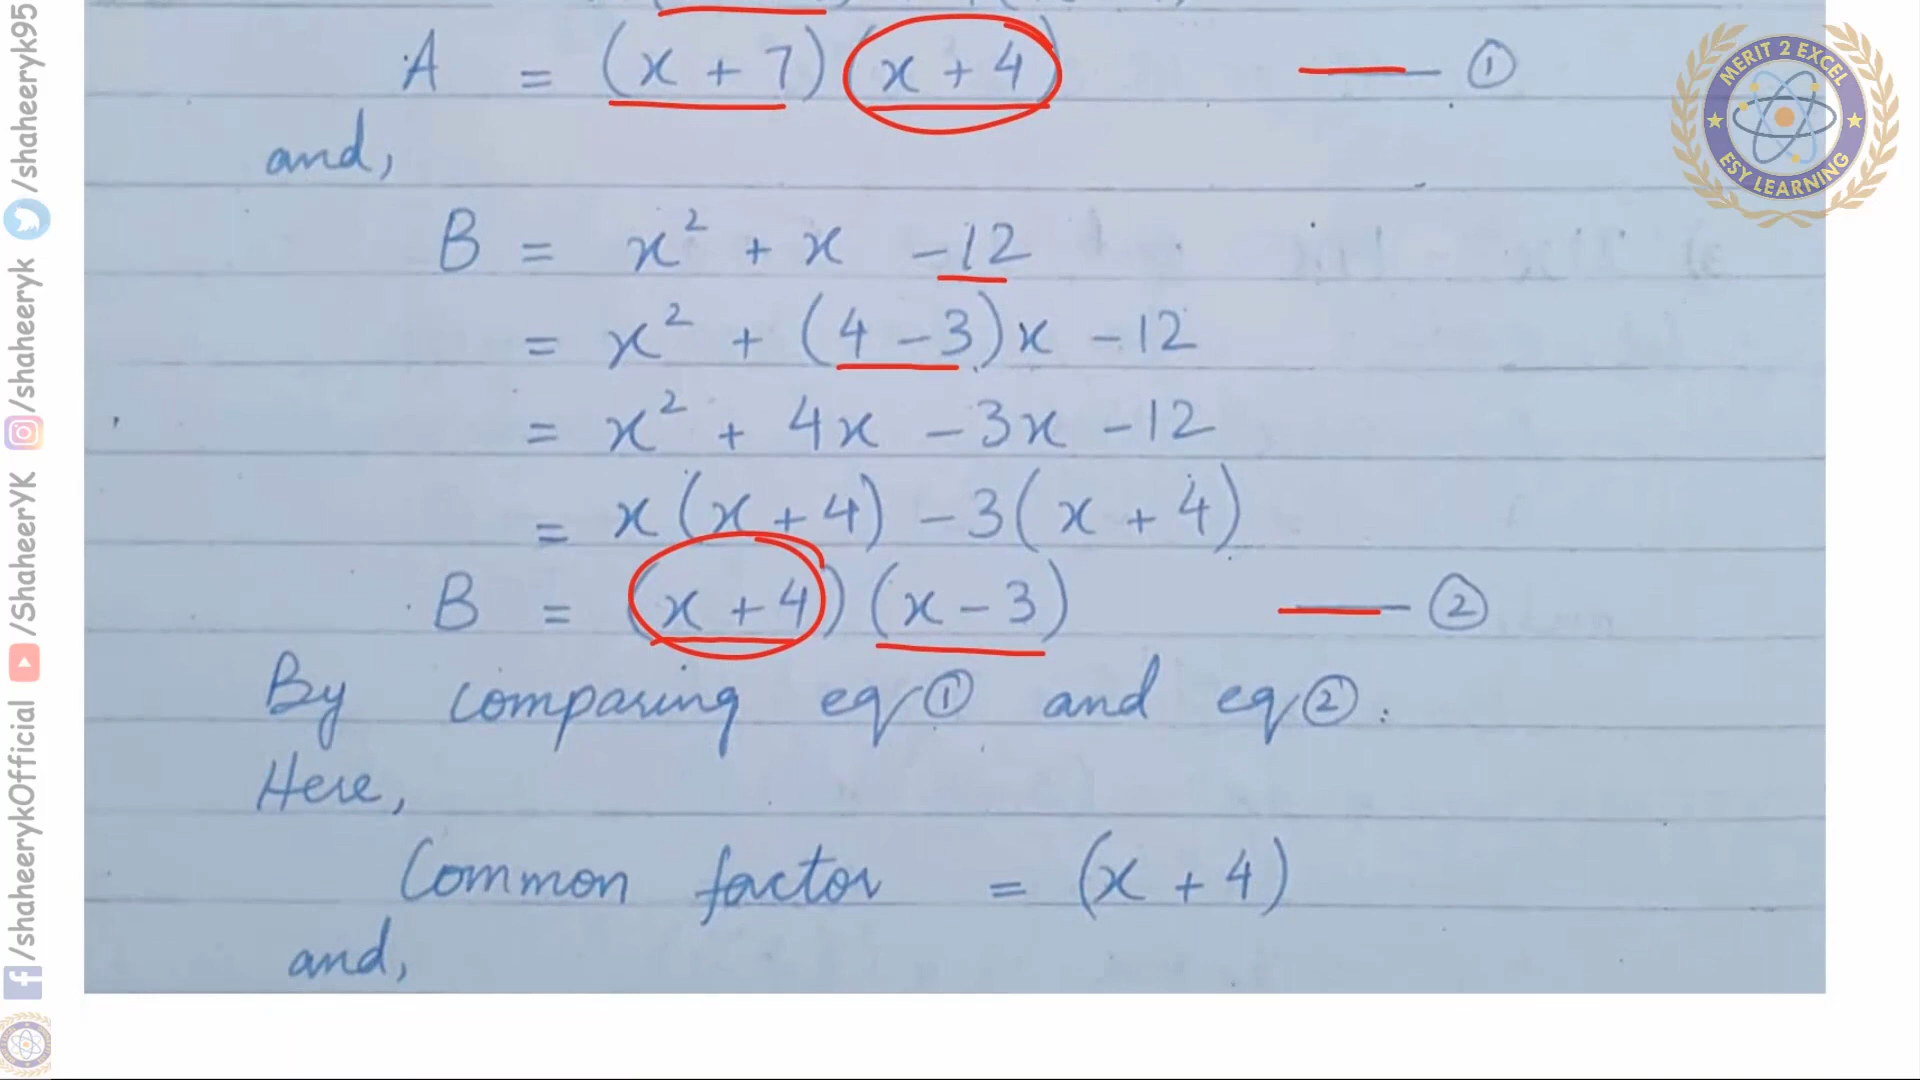 A = (x + 7)(x + 4) —— ①
and,
B = x² + x - 12
= x² + (4 - 3)x - 12
= x² + 4x - 3x - 12
= x(x + 4) - 3(x + 4)
B = (x + 4)(x - 3) —— ②
By comparing eq① and eq②.
Here,
Common factor = (x + 4)
and,
MERIT 2 EXCEL
ESY LEARNING
/shaheerykOfficial
/ShaheerYK
/shaheeryk
/shaheeryk95